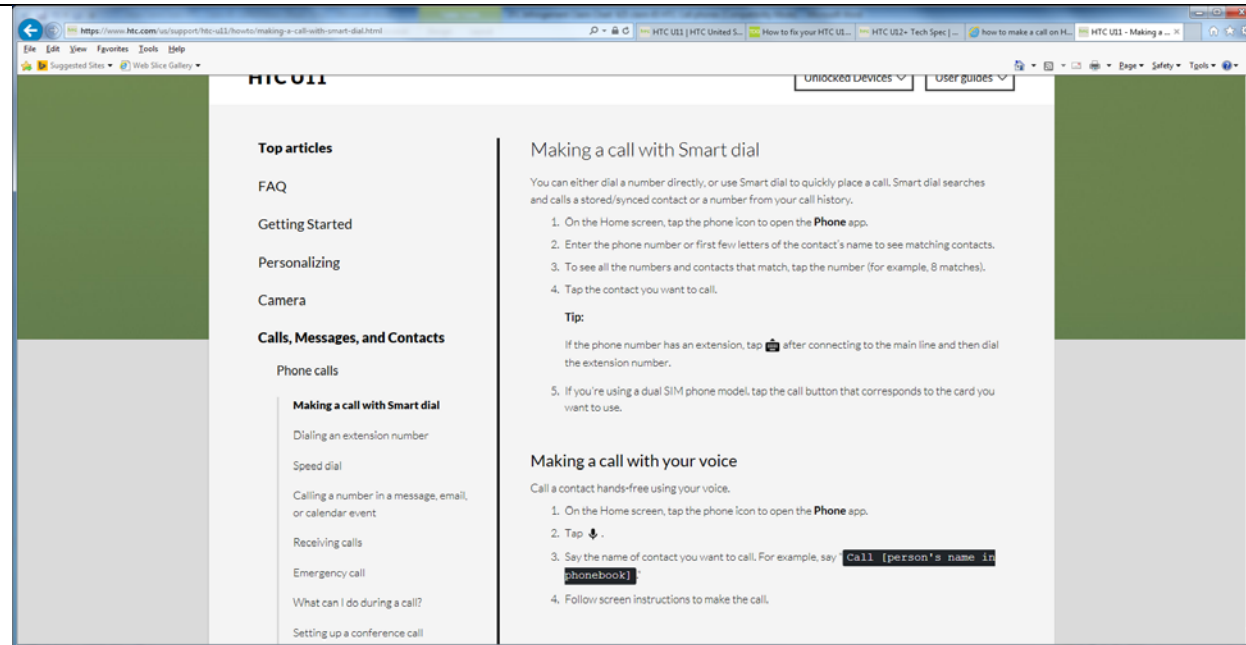 https://www.htc.com/us/support/htc-u11/howto/making-a-call-with-smart-dial.html
HTC U11 | HTC United S...
How to fix your HTC U1...
HTC U12+ Tech Spec | ...
how to make a call on H...
HTC U11 - Making a ...
File Edit View Favorites Tools Help
Suggested Sites
Web Slice Gallery
Page Safety Tools
HTC U11
Unlocked Devices
User guides
Top articles
FAQ
Getting Started
Personalizing
Camera
Calls, Messages, and Contacts
Phone calls
Making a call with Smart dial
Dialing an extension number
Speed dial
Calling a number in a message, email,
or calendar event
Receiving calls
Emergency call
What can I do during a call?
Setting up a conference call
Making a call with Smart dial
You can either dial a number directly, or use Smart dial to quickly place a call. Smart dial searches
and calls a stored/synced contact or a number from your call history.
1. On the Home screen, tap the phone icon to open the Phone app.
2. Enter the phone number or first few letters of the contact's name to see matching contacts.
3. To see all the numbers and contacts that match, tap the number (for example, 8 matches).
4. Tap the contact you want to call.
Tip:
If the phone number has an extension, tap after connecting to the main line and then dial
the extension number.
5. If you're using a dual SIM phone model, tap the call button that corresponds to the card you
want to use.
Making a call with your voice
Call a contact hands-free using your voice.
1. On the Home screen, tap the phone icon to open the Phone app.
2. Tap .
3. Say the name of contact you want to call. For example, say "Call [person's name in
phonebook]."
4. Follow screen instructions to make the call.